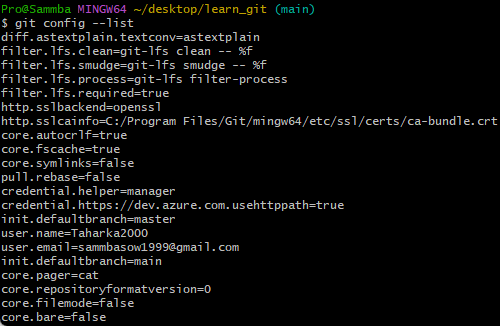 Pro@Sammba MINGW64 ~/desktop/learn_git (main)
$ git config --list
diff.astextplain.textconv=astextplain
filter.lfs.clean=git-lfs clean -- %f
filter.lfs.smudge=git-lfs smudge -- %f
filter.lfs.process=git-lfs filter-process
filter.lfs.required=true
http.sslbackend=openssl
http.sslcainfo=C:/Program Files/Git/mingw64/etc/ssl/certs/ca-bundle.crt
core.autocrlf=true
core.fscache=true
core.symlinks=false
pull.rebase=false
credential.helper=manager
credential.https://dev.azure.com.usehttppath=true
init.defaultbranch=master
user.name=Taharka2000
user.email=sammbasow1999@gmail.com
init.defaultbranch=main
core.pager=cat
core.repositoryformatversion=0
core.filemode=false
core.bare=false